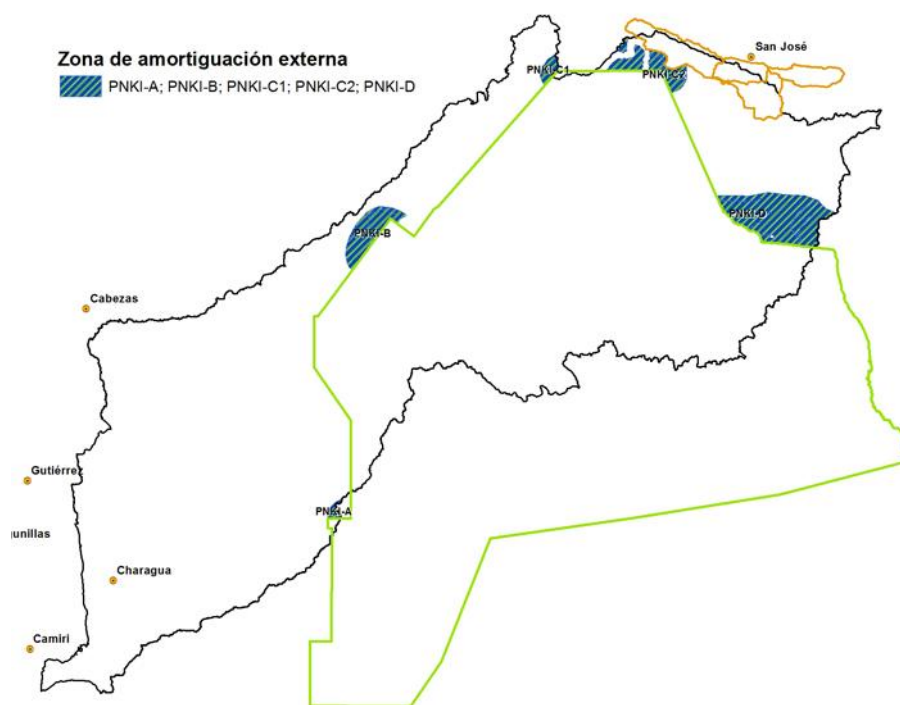 Zona de amortiguación externa
PNKI-A; PNKI-B; PNKI-C1; PNKI-C2; PNKI-D
San José
PNKI-C1
PNKI-C2
PNKI-D
PNKI-B
Cabezas
Gutiérrez
PNKI-A
gunillas
Charagua
Camiri